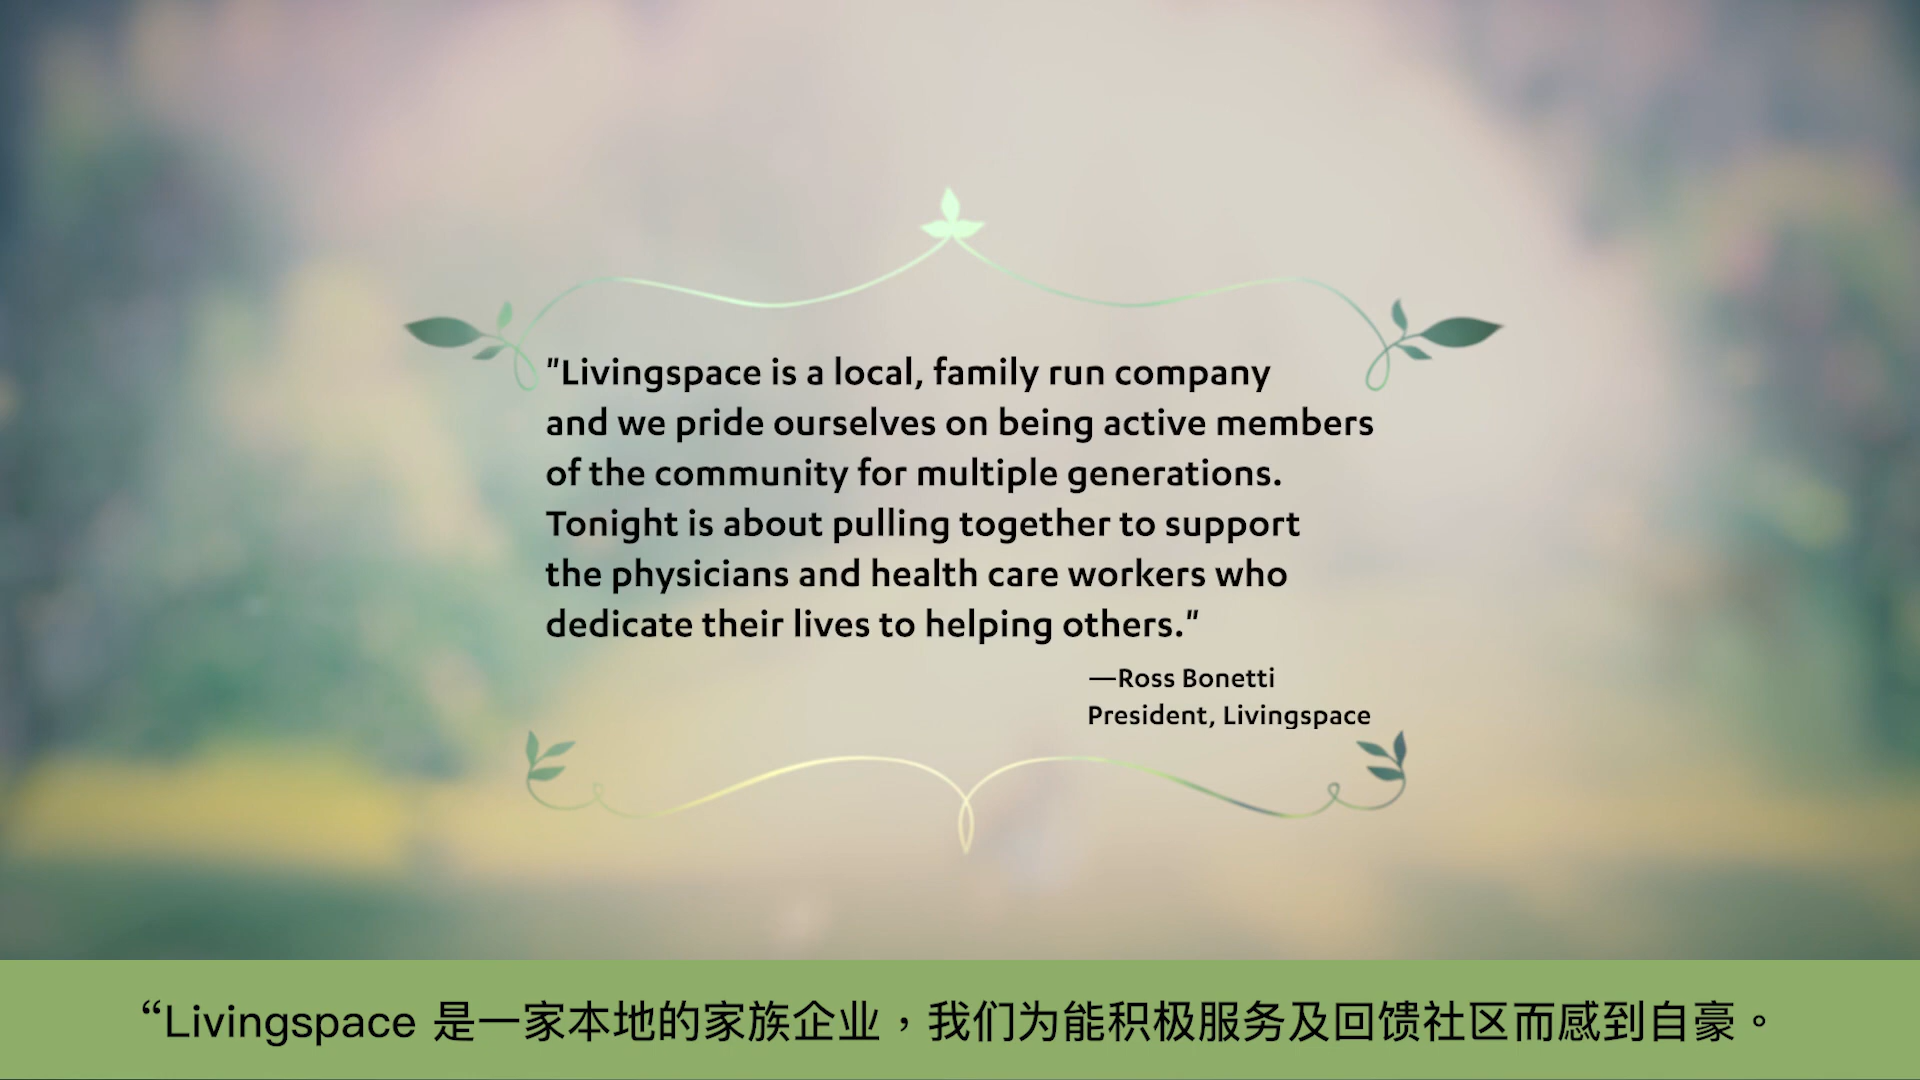 "Livingspace is a local, family run company
and we pride ourselves on being active members
of the community for multiple generations.
Tonight is about pulling together to support
the physicians and health care workers who
dedicate their lives to helping others."
—Ross Bonetti
President, Livingspace
“Livingspace 是一家本地的家族企业，我们为能积极服务及回馈社区而感到自豪。